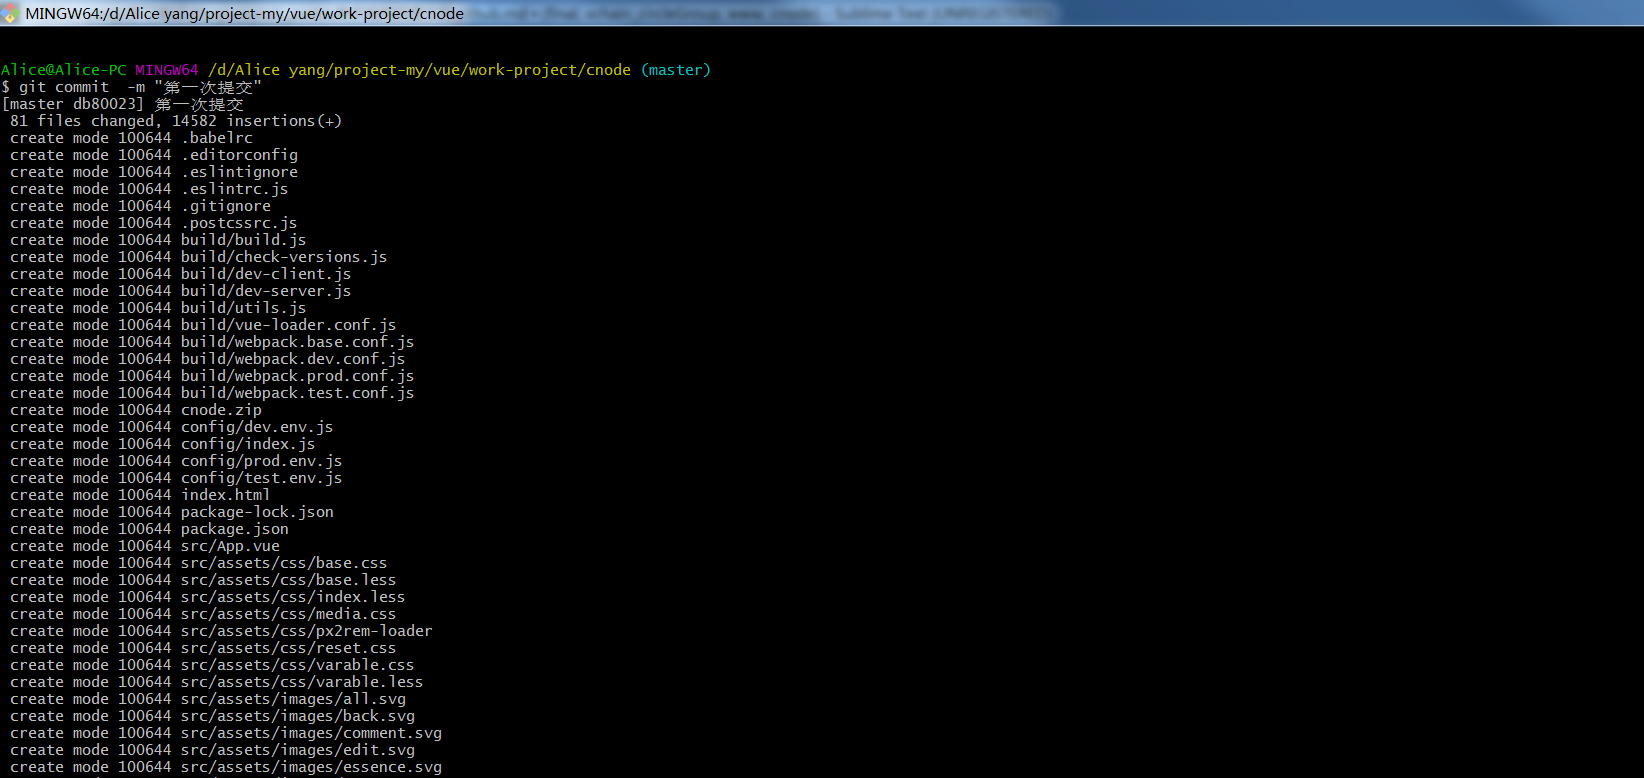 MINGW64:/d/Alice yang/project-my/vue/work-project/cnode
Alice@Alice-PC MINGW64 /d/Alice yang/project-my/vue/work-project/cnode (master)
$ git commit  -m "第一次提交"
[master db80023] 第一次提交
 81 files changed, 14582 insertions(+)
 create mode 100644 .babelrc
 create mode 100644 .editorconfig
 create mode 100644 .eslintignore
 create mode 100644 .eslintrc.js
 create mode 100644 .gitignore
 create mode 100644 .postcssrc.js
 create mode 100644 build/build.js
 create mode 100644 build/check-versions.js
 create mode 100644 build/dev-client.js
 create mode 100644 build/dev-server.js
 create mode 100644 build/utils.js
 create mode 100644 build/vue-loader.conf.js
 create mode 100644 build/webpack.base.conf.js
 create mode 100644 build/webpack.dev.conf.js
 create mode 100644 build/webpack.prod.conf.js
 create mode 100644 build/webpack.test.conf.js
 create mode 100644 cnode.zip
 create mode 100644 config/dev.env.js
 create mode 100644 config/index.js
 create mode 100644 config/prod.env.js
 create mode 100644 config/test.env.js
 create mode 100644 index.html
 create mode 100644 package-lock.json
 create mode 100644 package.json
 create mode 100644 src/App.vue
 create mode 100644 src/assets/css/base.css
 create mode 100644 src/assets/css/base.less
 create mode 100644 src/assets/css/index.less
 create mode 100644 src/assets/css/media.css
 create mode 100644 src/assets/css/px2rem-loader
 create mode 100644 src/assets/css/reset.css
 create mode 100644 src/assets/css/varable.css
 create mode 100644 src/assets/css/varable.less
 create mode 100644 src/assets/images/all.svg
 create mode 100644 src/assets/images/back.svg
 create mode 100644 src/assets/images/comment.svg
 create mode 100644 src/assets/images/edit.svg
 create mode 100644 src/assets/images/essence.svg